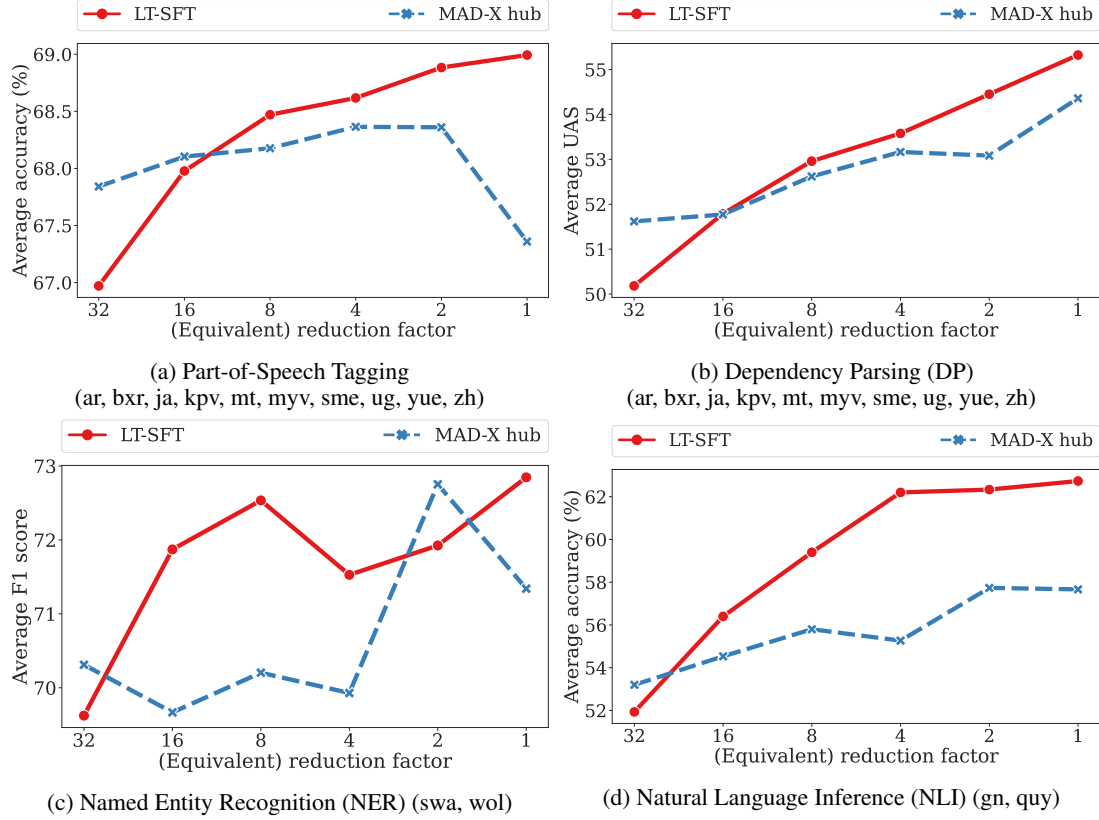 LT-SFT MAD-X hub
69.0
68.5
68.0
67.5
67.0
Average accuracy (%)
32 16 8 4 2 1
(Equivalent) reduction factor
(a) Part-of-Speech Tagging
(ar, bxr, ja, kpv, mt, myv, sme, ug, yue, zh)
LT-SFT MAD-X hub
55
54
53
52
51
50
Average UAS
32 16 8 4 2 1
(Equivalent) reduction factor
(b) Dependency Parsing (DP)
(ar, bxr, ja, kpv, mt, myv, sme, ug, yue, zh)
LT-SFT MAD-X hub
73
72
71
70
Average F1 score
32 16 8 4 2 1
(Equivalent) reduction factor
(c) Named Entity Recognition (NER) (swa, wol)
LT-SFT MAD-X hub
62
60
58
56
54
52
Average accuracy (%)
32 16 8 4 2 1
(Equivalent) reduction factor
(d) Natural Language Inference (NLI) (gn, quy)